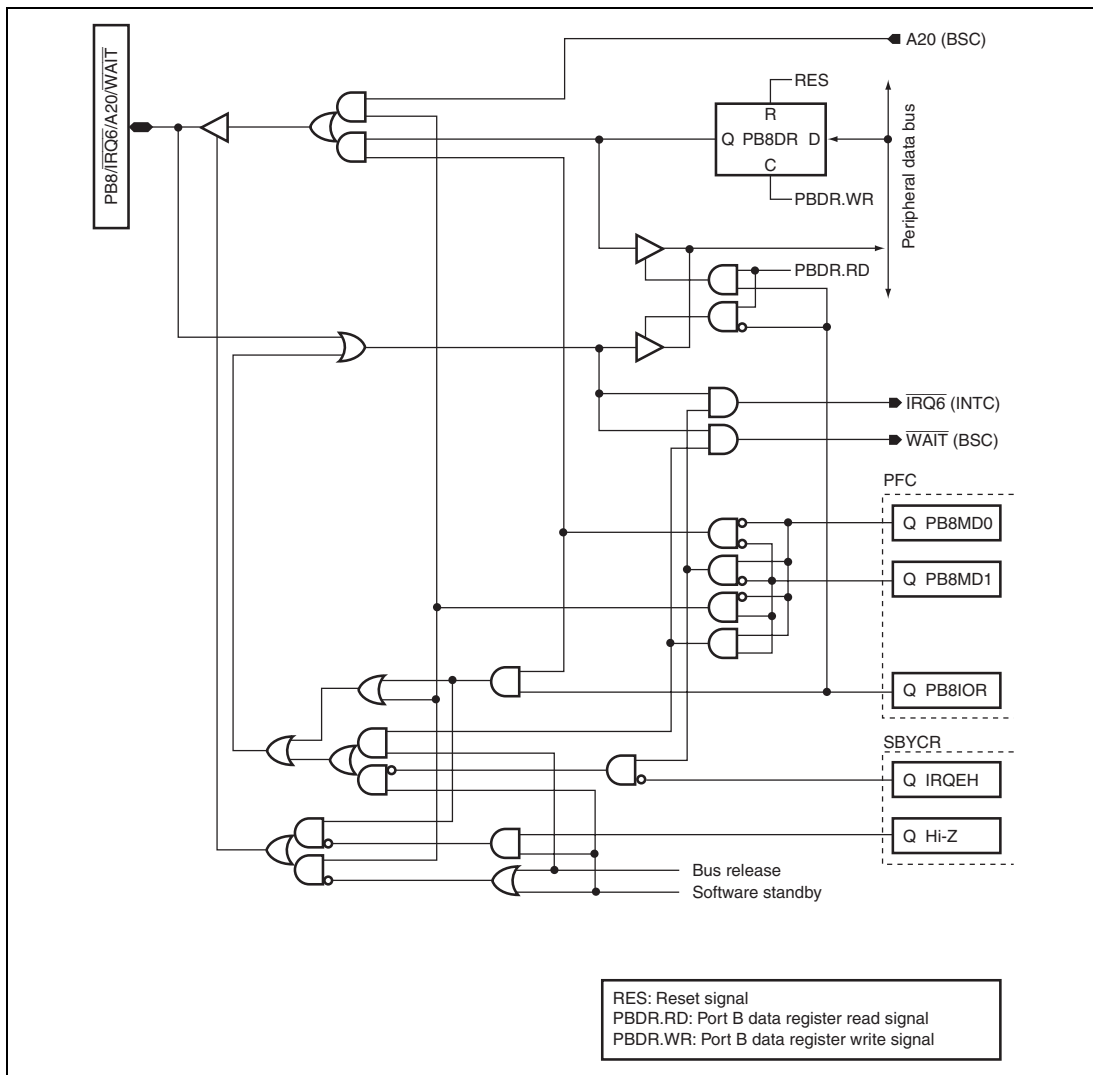 PB8/IRQ6/A20/WAIT
A20 (BSC)
RES
R
Q PB8DR D
C
PBDR.WR
Peripheral data bus
PBDR.RD
IRQ6 (INTC)
WAIT (BSC)
PFC
Q PB8MD0
Q PB8MD1
Q PB8IOR
SBYCR
Q IRQEH
Q Hi-Z
Bus release
Software standby
RES: Reset signal
PBDR.RD: Port B data register read signal
PBDR.WR: Port B data register write signal